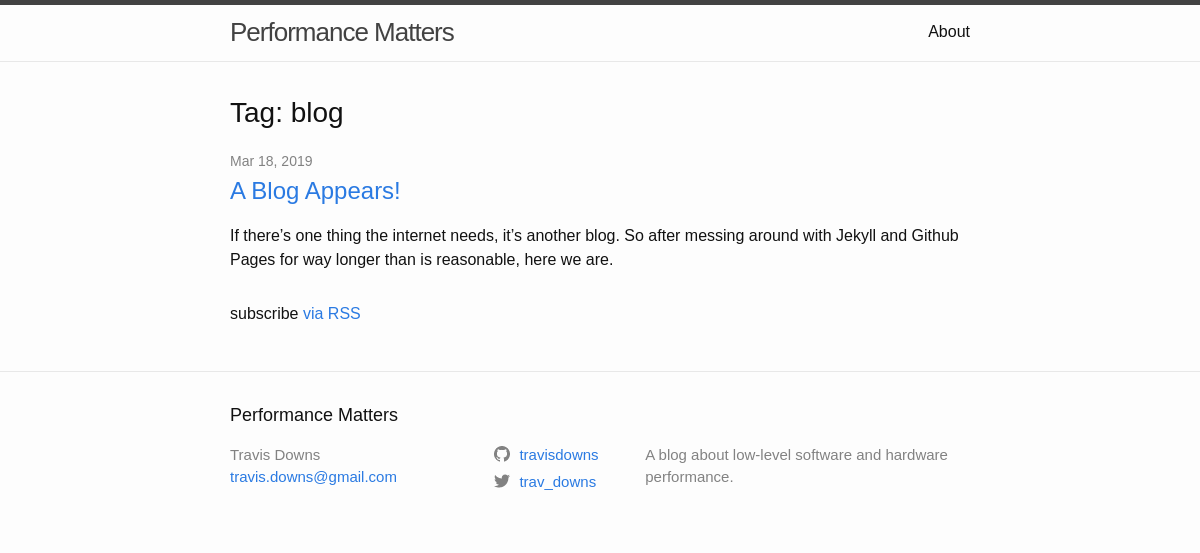 Performance Matters
About
Tag: blog
Mar 18, 2019
A Blog Appears!
If there’s one thing the internet needs, it’s another blog. So after messing around with Jekyll and Github
Pages for way longer than is reasonable, here we are.
subscribe via RSS
Performance Matters
Travis Downs
travis.downs@gmail.com
travisdowns
trav_downs
A blog about low-level software and hardware
performance.